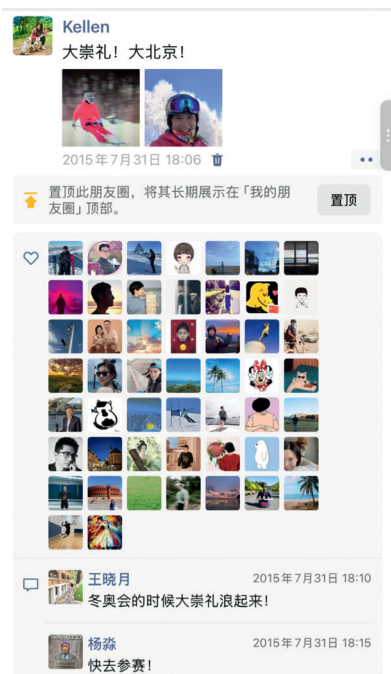 Kellen
大崇礼！大北京！
2015年7月31日 18:06
置顶此朋友圈，将其长期展示在「我的朋
友圈」顶部。
置顶
王晓月
2015年7月31日 18:10
冬奥会的时候大崇礼浪起来！
杨淼
2015年7月31日 18:15
快去参赛！